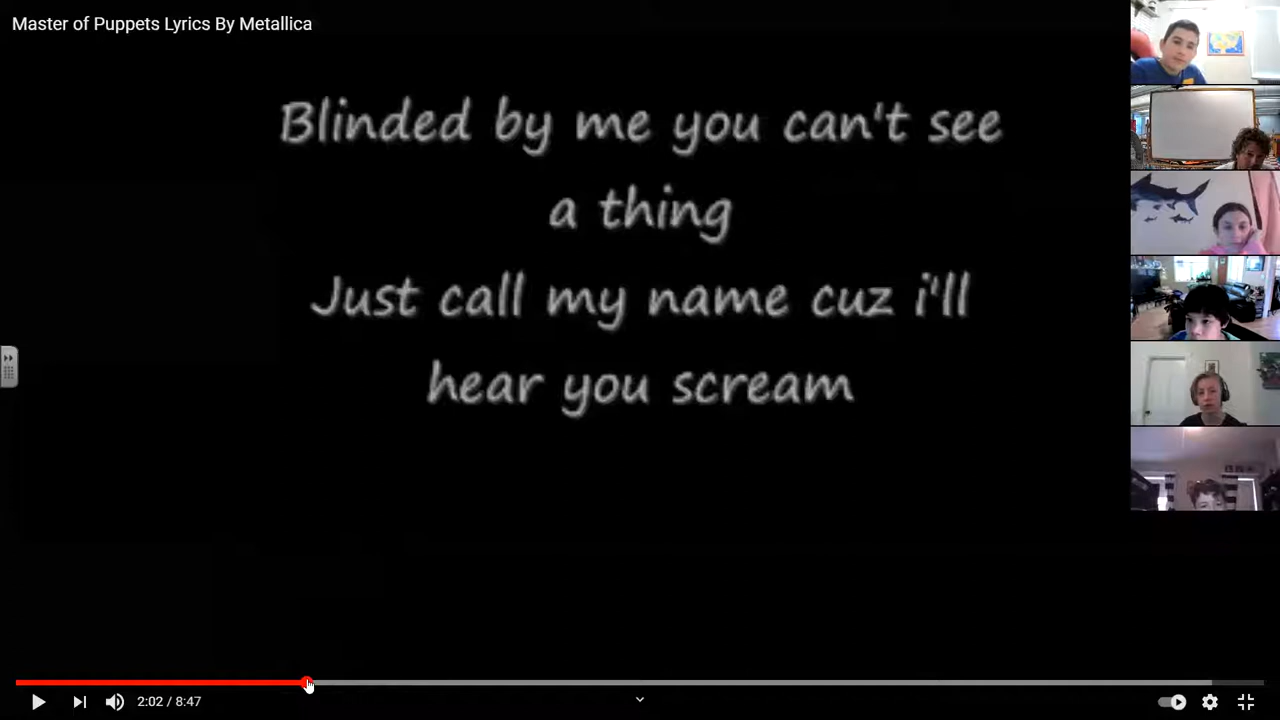 Master of Puppets Lyrics By Metallica
Blinded by me you can't see
a thing
Just call my name cuz i'll
hear you scream
2:02 / 8:47